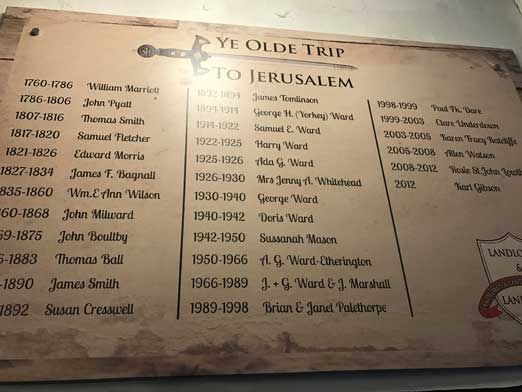 Ye Olde Trip
To Jerusalem
1760-1786 William Marriott
1786-1806 John Pyatt
1807-1816 Thomas Smith
1817-1820 Samuel Fletcher
1821-1826 Edward Morris
1827-1834 James F. Bagnall
835-1860 Wm.E Ann Wilson
60-1868 John Milward
69-1875 John Boultby
6-1883 Thomas Ball
-1890 James Smith
1892 Susan Cresswell
1892-1894 James Tomlinson
1894-1914 George H. (Yorkey) Ward
1914-1922 Samuel E. Ward
1922-1925 Harry Ward
1925-1926 Ada G. Ward
1926-1930 Mrs Jenny A. Whitehead
1930-1940 George Ward
1940-1942 Doris Ward
1942-1950 Sussanah Mason
1950-1966 A. G. Ward-Etherington
1966-1989 J. + G. Ward & J. Marshall
1989-1998 Brian & Janet Palethorpe
1998-1999 Paul Th. Dare
1999-2003 Clare Underdown
2003-2005 Karen Tracy Ratcliffe
2005-2008 Allen Watson
2008-2012 Rosie St.John Lowth
2012 Karl Gibson
LANDLO
&
LAN